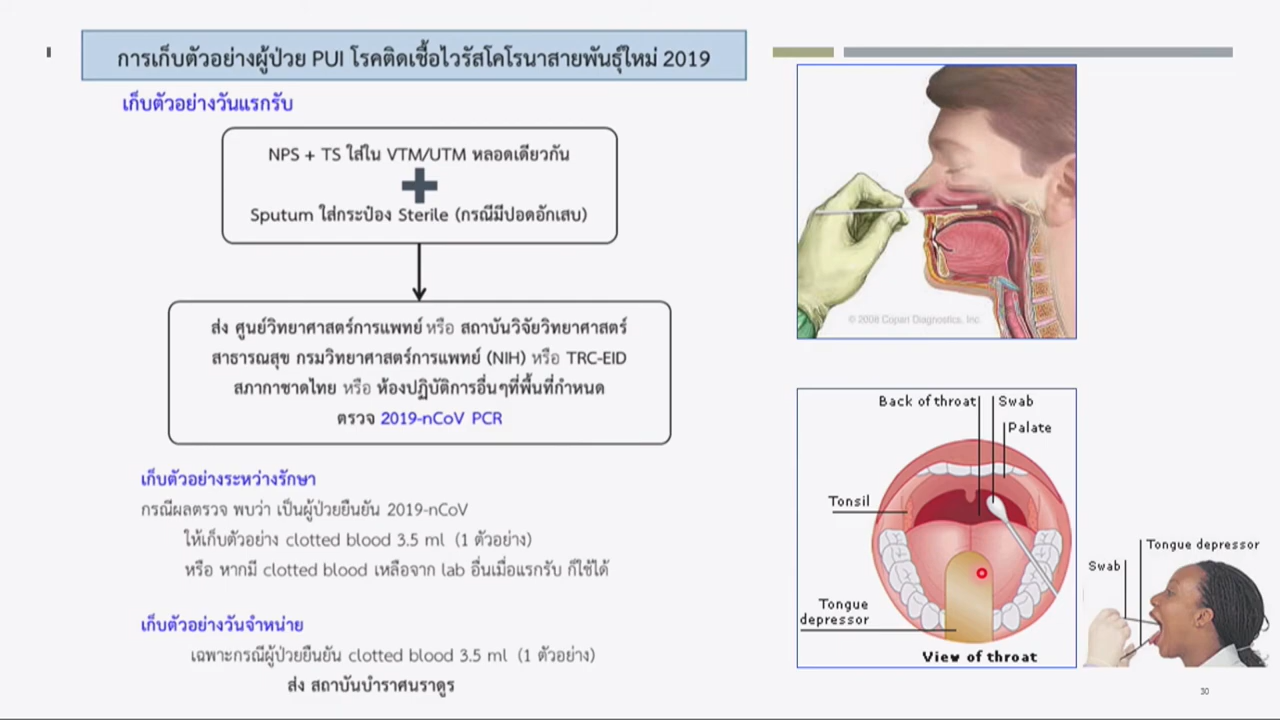 การเก็บตัวอย่างผู้ป่วย PUI โรคติดเชื้อไวรัสโคโรนาสายพันธุ์ใหม่ 2019
เก็บตัวอย่างวันแรกรับ
NPS + TS ใส่ใน VTM/UTM หลอดเดียวกัน
Sputum ใส่กระป๋อง Sterile (กรณีมีปอดอักเสบ)
ส่ง ศูนย์วิทยาศาสตร์การแพทย์ หรือ สถาบันวิจัยวิทยาศาสตร์
สาธารณสุข กรมวิทยาศาสตร์การแพทย์ (NIH) หรือ TRC-EID
สภากาชาดไทย หรือ ห้องปฏิบัติการอื่นๆที่พื้นที่กำหนด
ตรวจ 2019-nCoV PCR
เก็บตัวอย่างระหว่างรักษา
กรณีผลตรวจ พบว่า เป็นผู้ป่วยยืนยัน 2019-nCoV
ให้เก็บตัวอย่าง clotted blood 3.5 ml (1 ตัวอย่าง)
หรือ หากมี clotted blood เหลือจาก lab อื่นเมื่อแรกรับ ก็ใช้ได้
เก็บตัวอย่างวันจำหน่าย
เฉพาะกรณีผู้ป่วยยืนยัน clotted blood 3.5 ml (1 ตัวอย่าง)
ส่ง สถาบันบำราศนราดูร
© 2008 Copan Diagnostics, Inc
Back of throat
Swab
Palate
Tonsil
Tongue
depressor
View of throat
Tongue depressor
Swab
30